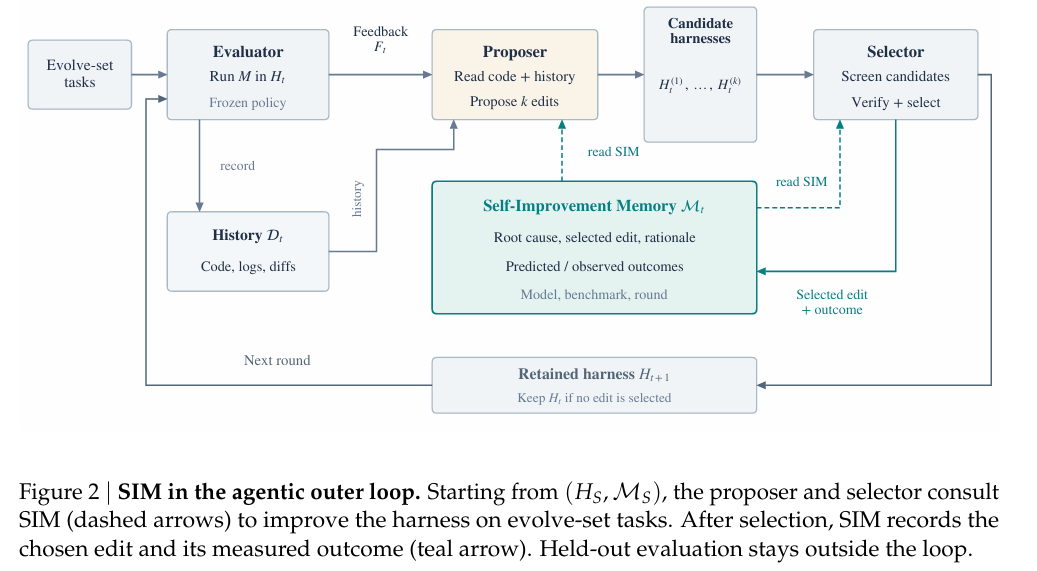 Evolve-set
tasks
Evaluator
Run M in H_t
Frozen policy
Feedback
F_t
Proposer
Read code + history
Propose k edits
Candidate
harnesses
H_t^(1), …, H_t^(k)
Selector
Screen candidates
Verify + select
record
history
read SIM
read SIM
History 𝒟_t
Code, logs, diffs
Self-Improvement Memory ℳ_t
Root cause, selected edit, rationale
Predicted / observed outcomes
Model, benchmark, round
Selected edit
+ outcome
Next round
Retained harness H_{t+1}
Keep H_t if no edit is selected
Figure 2 | SIM in the agentic outer loop. Starting from (H_S, ℳ_S), the proposer and selector consult
SIM (dashed arrows) to improve the harness on evolve-set tasks. After selection, SIM records the
chosen edit and its measured outcome (teal arrow). Held-out evaluation stays outside the loop.